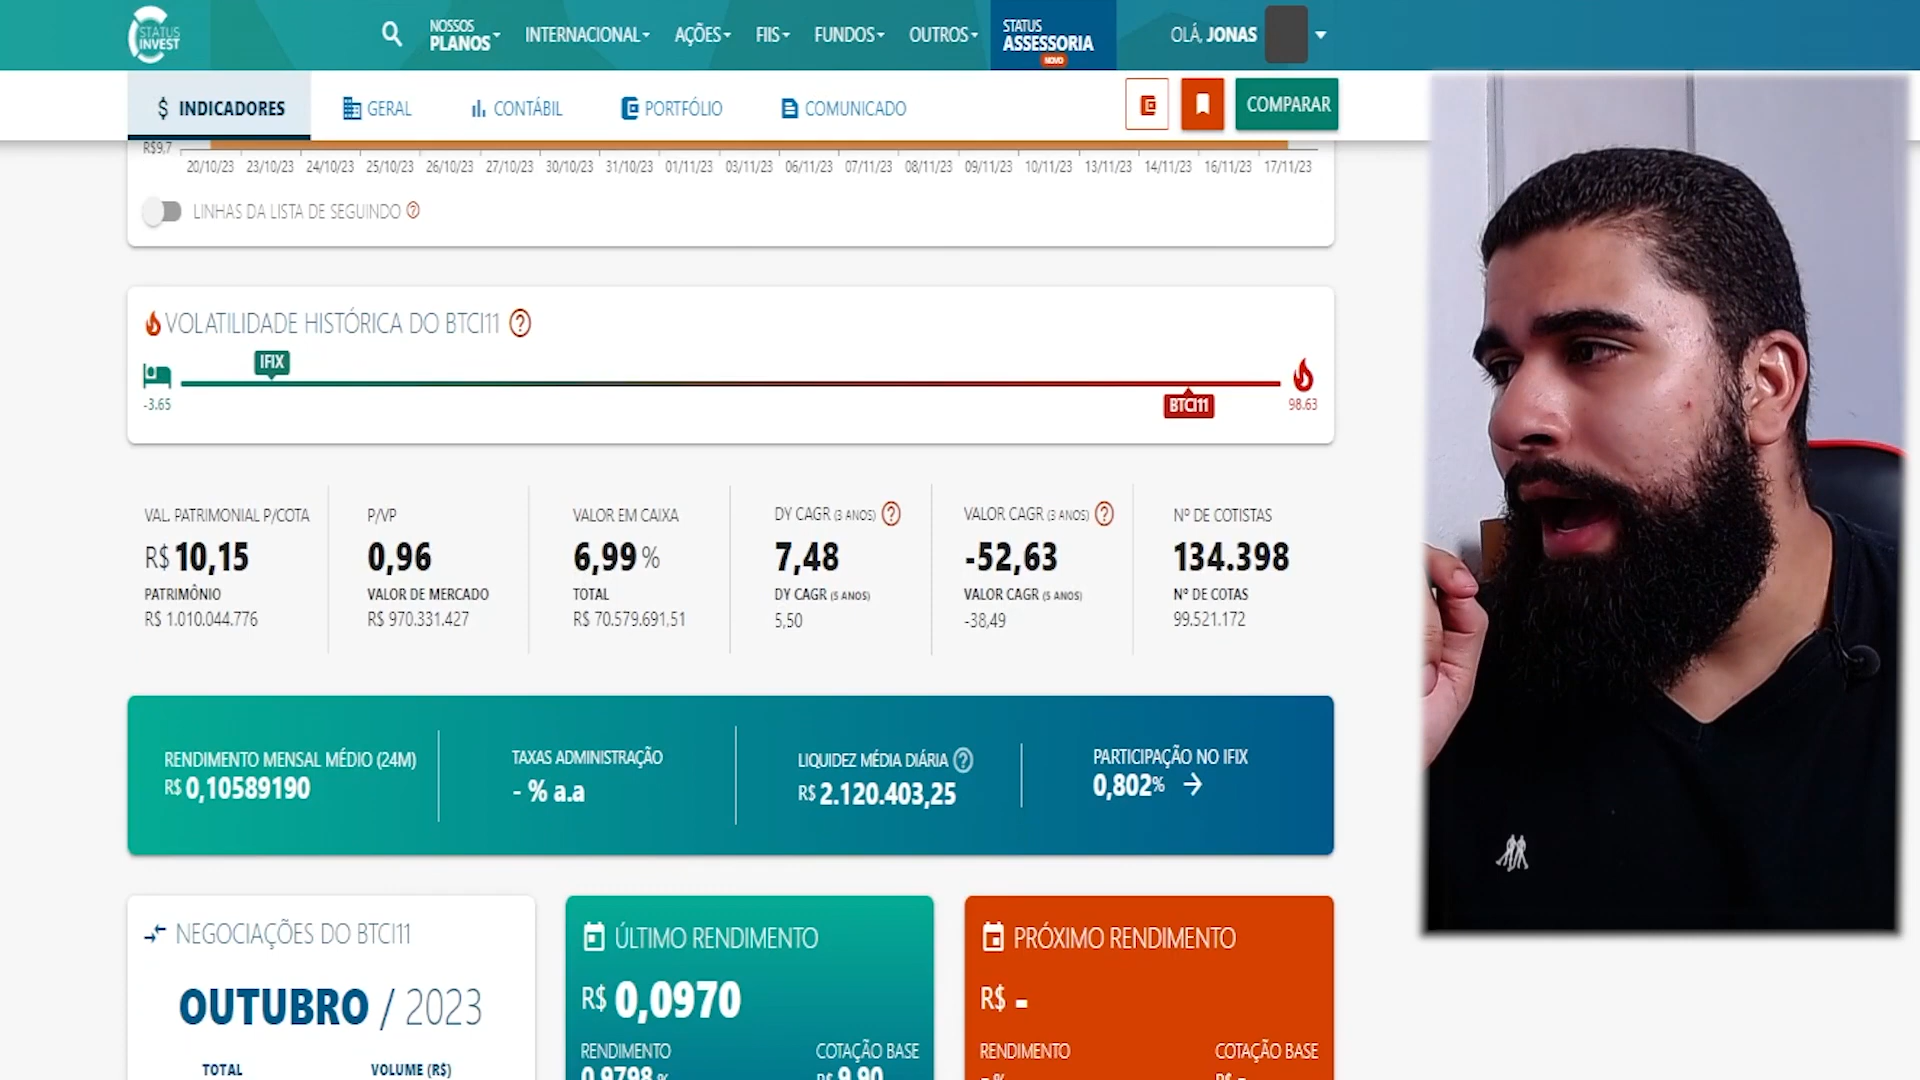 STATUS
INVEST
NOSSOS
PLANOS
INTERNACIONAL
AÇÕES
FIIS
FUNDOS
OUTROS
STATUS
ASSESSORIA
NOVO
OLÁ, JONAS
INDICADORES
GERAL
CONTÁBIL
PORTFÓLIO
COMUNICADO
COMPARAR
R$9,7
20/10/23 23/10/23 24/10/23 25/10/23 26/10/23 27/10/23 30/10/23 31/10/23 01/11/23 03/11/23 06/11/23 07/11/23 08/11/23 09/11/23 10/11/23 13/11/23 14/11/23 16/11/23 17/11/23
LINHAS DA LISTA DE SEGUINDO ?
VOLATILIDADE HISTÓRICA DO BTCI11 ?
IFIX
-3.65
BTCI11
98.63
VAL. PATRIMONIAL P/COTA
R$ 10,15
PATRIMÔNIO
R$ 1.010.044.776
P/VP
0,96
VALOR DE MERCADO
R$ 970.331.427
VALOR EM CAIXA
6,99 %
TOTAL
R$ 70.579.691,51
DY CAGR (3 ANOS) ?
7,48
DY CAGR (5 ANOS)
5,50
VALOR CAGR (3 ANOS) ?
-52,63
VALOR CAGR (5 ANOS)
-38,49
Nº DE COTISTAS
134.398
Nº DE COTAS
99.521.172
RENDIMENTO MENSAL MÉDIO (24M)
R$ 0,10589190
TAXAS ADMINISTRAÇÃO
- % a.a
LIQUIDEZ MÉDIA DIÁRIA ?
R$ 2.120.403,25
PARTICIPAÇÃO NO IFIX
0,802%
NEGOCIAÇÕES DO BTCI11
OUTUBRO / 2023
TOTAL
VOLUME (R$)
ÚLTIMO RENDIMENTO
R$ 0,0970
RENDIMENTO
0,9798 %
COTAÇÃO BASE
R$ 9,90
PRÓXIMO RENDIMENTO
R$ -
RENDIMENTO
- %
COTAÇÃO BASE
R$ -